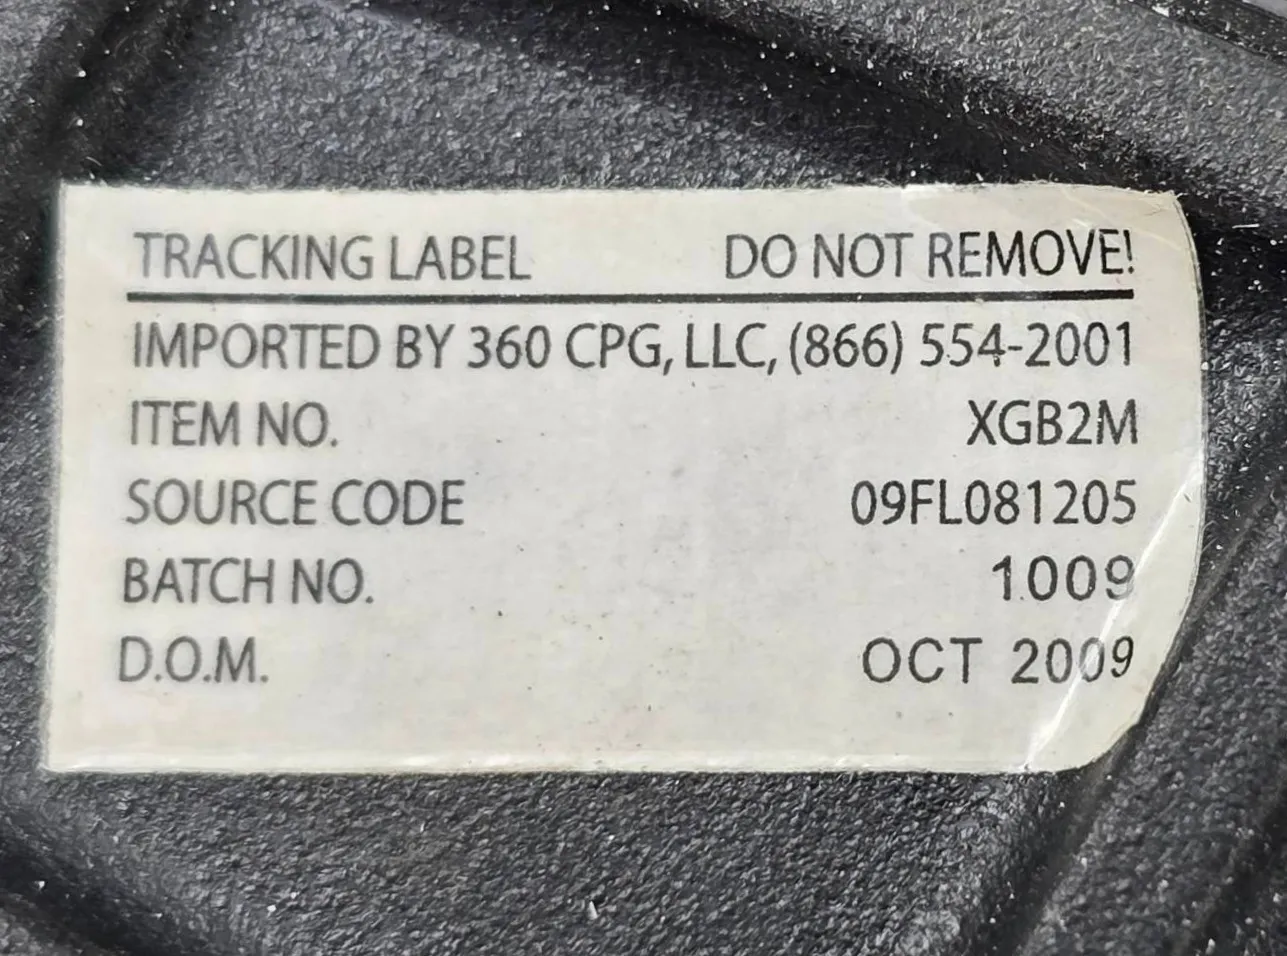 TRACKING LABEL DO NOT REMOVE!
IMPORTED BY 360 CPG, LLC, (866) 554-2001
ITEM NO. XGB2M
SOURCE CODE 09FL081205
BATCH NO. 1009
D.O.M. OCT 2009